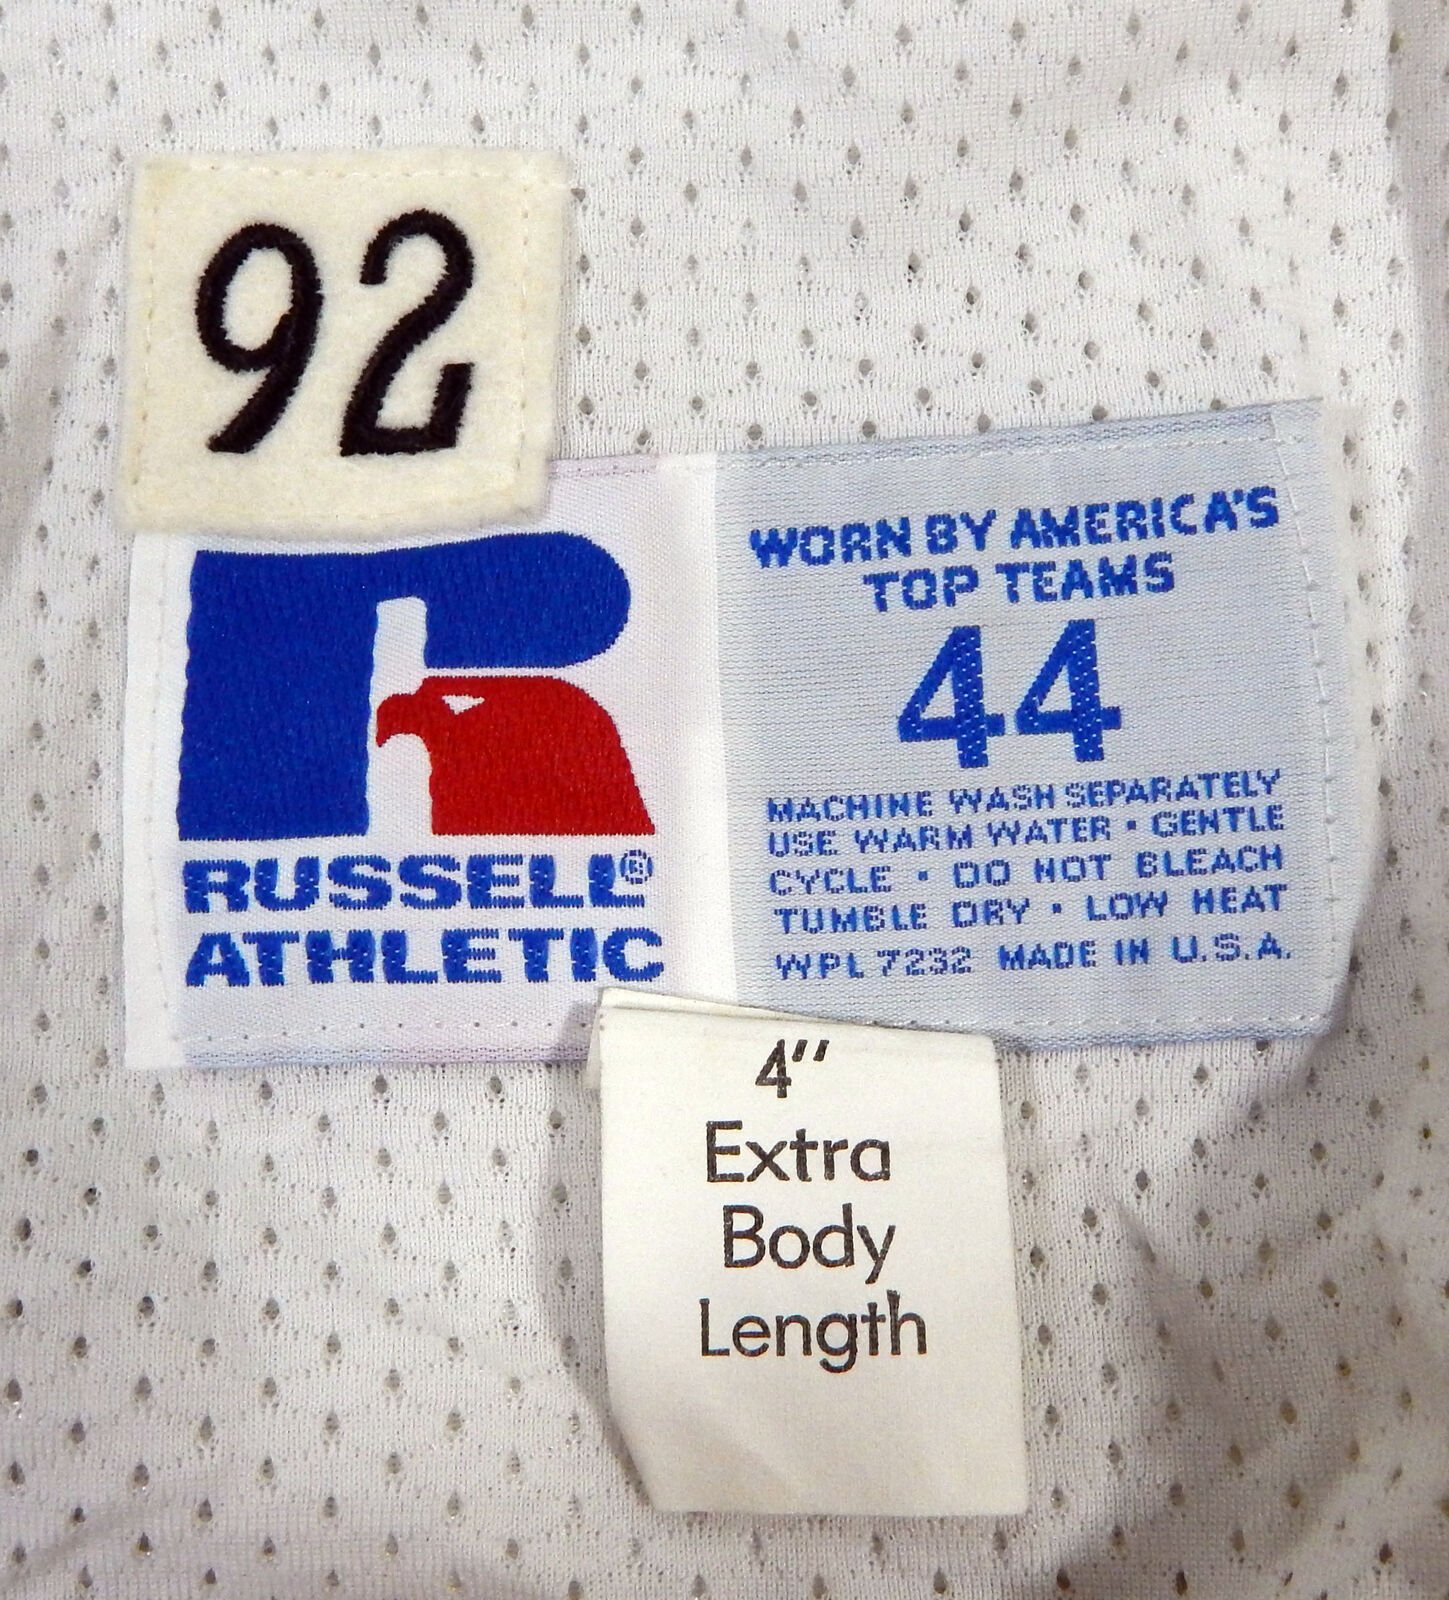 92
WORN BY AMERICA'S
TOP TEAMS
44
MACHINE WASH SEPARATELY
USE WARM WATER • GENTLE
CYCLE • DO NOT BLEACH
TUMBLE DRY • LOW HEAT
WPL 7232 MADE IN U.S.A.
R
RUSSELL®
ATHLETIC
4"
Extra
Body
Length